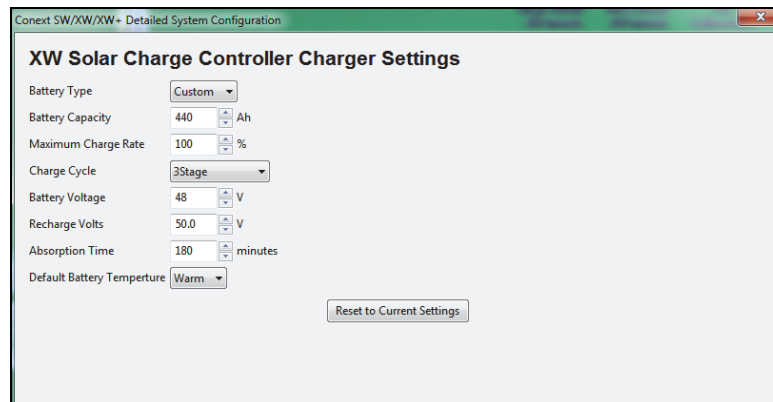 Conext SW/XW/XW+ Detailed System Configuration
XW Solar Charge Controller Charger Settings
Battery Type Custom
Battery Capacity 440 Ah
Maximum Charge Rate 100 %
Charge Cycle 3Stage
Battery Voltage 48 V
Recharge Volts 50.0 V
Absorption Time 180 minutes
Default Battery Temperture Warm
Reset to Current Settings